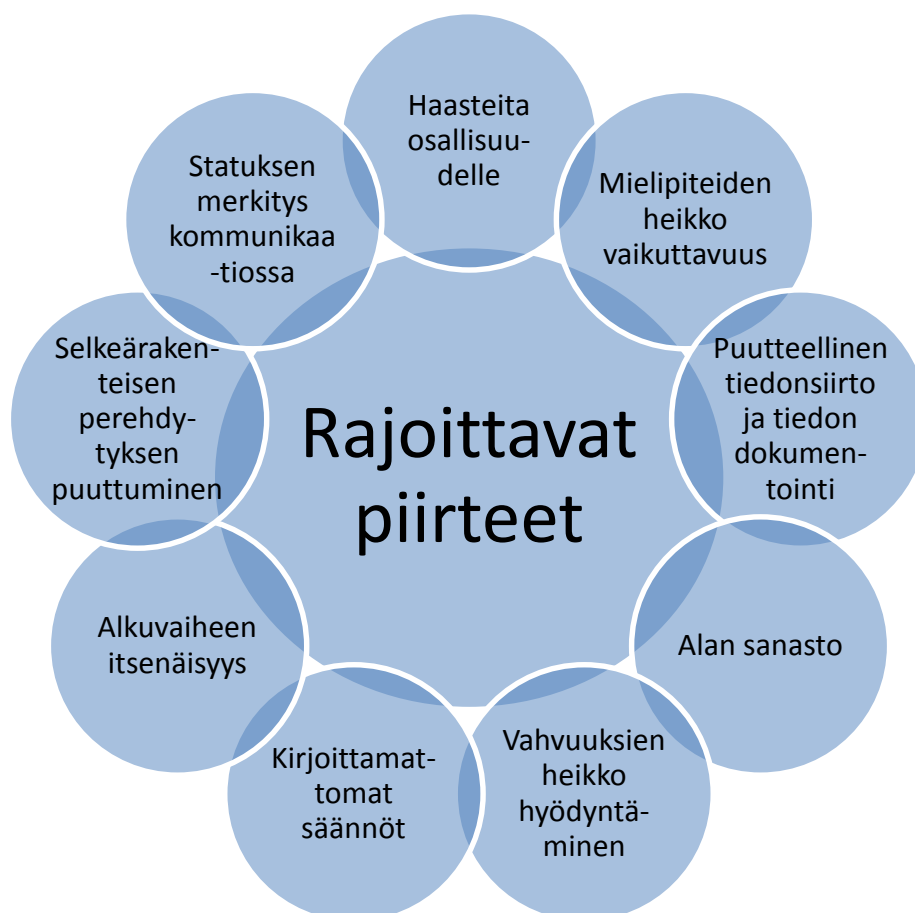 Haasteita
osallisuu-
delle
Mielipiteiden
heikko
vaikuttavuus
Puutteellinen
tiedonsiirto
ja tiedon
dokumen-
tointi
Alan sanasto
Vahvuuksien
heikko
hyödyntä-
minen
Kirjoittamat-
tomat
säännöt
Alkuvaiheen
itsenäisyys
Selkeäraken-
teisen
perehdy-
tyksen
puuttuminen
Statuksen
merkitys
kommunikaa
-tiossa
Rajoittavat
piirteet